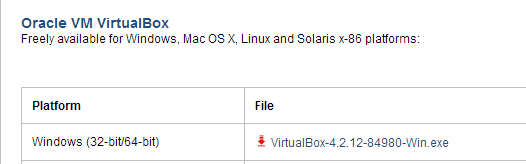 Oracle VM VirtualBox
Freely available for Windows, Mac OS X, Linux and Solaris x-86 platforms:
Platform File
Windows (32-bit/64-bit) VirtualBox-4.2.12-84980-Win.exe